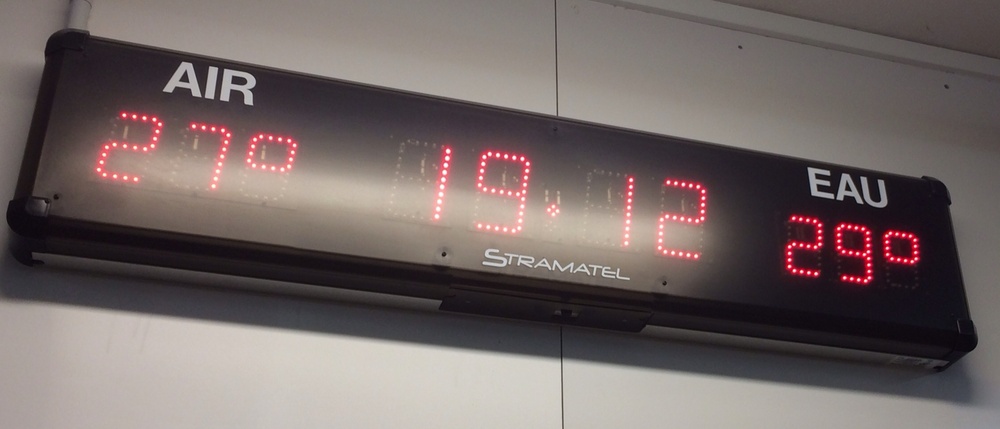 AIR
EAU
27° 19:12 29°
STRAMATEL